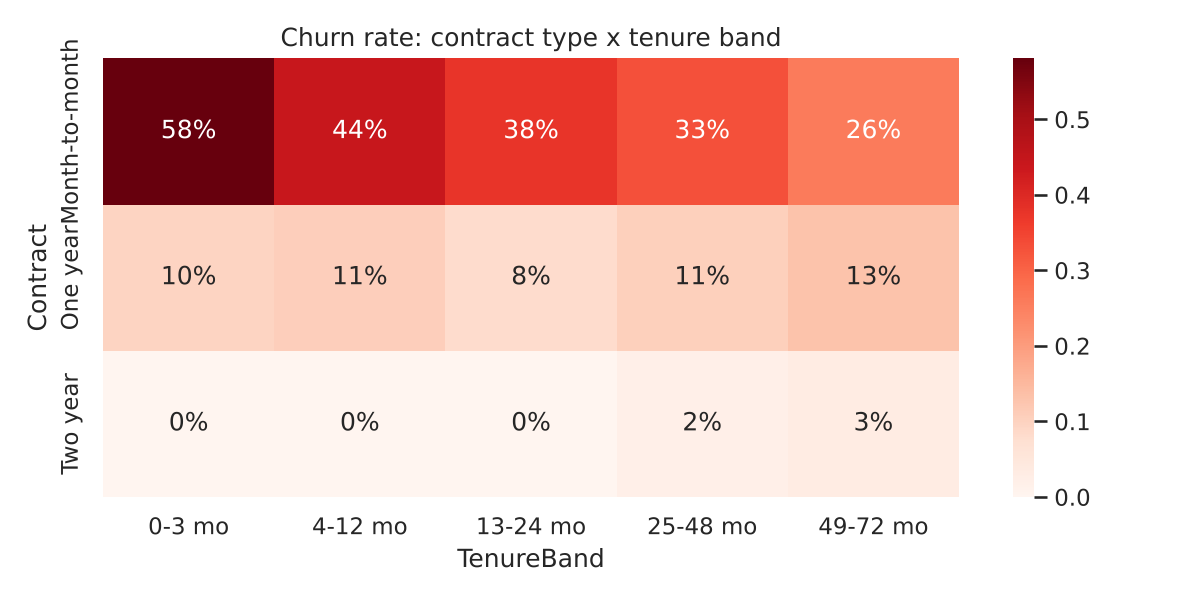 Churn rate: contract type x tenure band
Contract
Month-to-month
58% 44% 38% 33% 26%
One year
10% 11% 8% 11% 13%
Two year
0% 0% 0% 2% 3%
0-3 mo 4-12 mo 13-24 mo 25-48 mo 49-72 mo
TenureBand
0.5
0.4
0.3
0.2
0.1
0.0